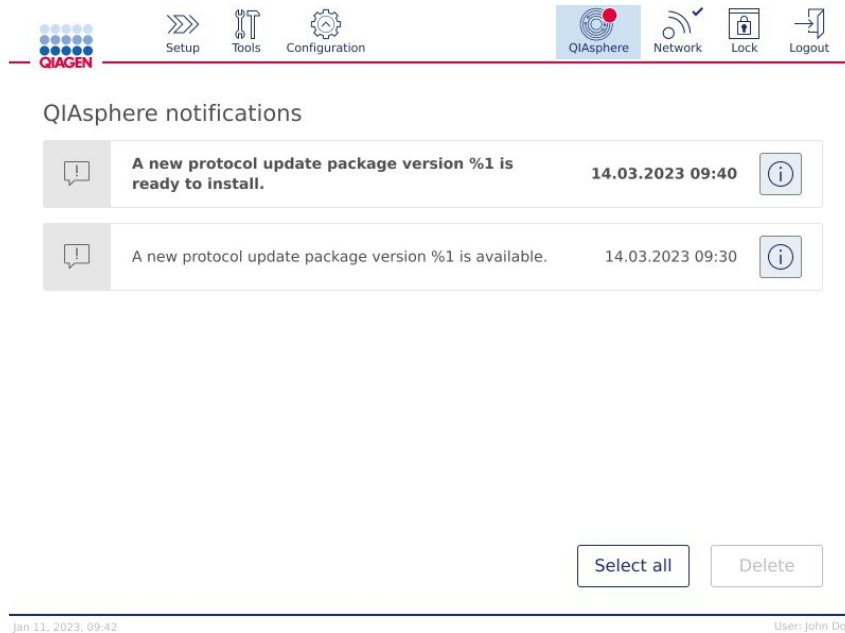 Setup
Tools
Configuration
QIAsphere
Network
Lock
Logout
QIAGEN
QIAsphere notifications
A new protocol update package version %1 is
ready to install.
14.03.2023 09:40
A new protocol update package version %1 is available.
14.03.2023 09:30
Select all
Delete
Jan 11, 2023, 09:42
User: John Do